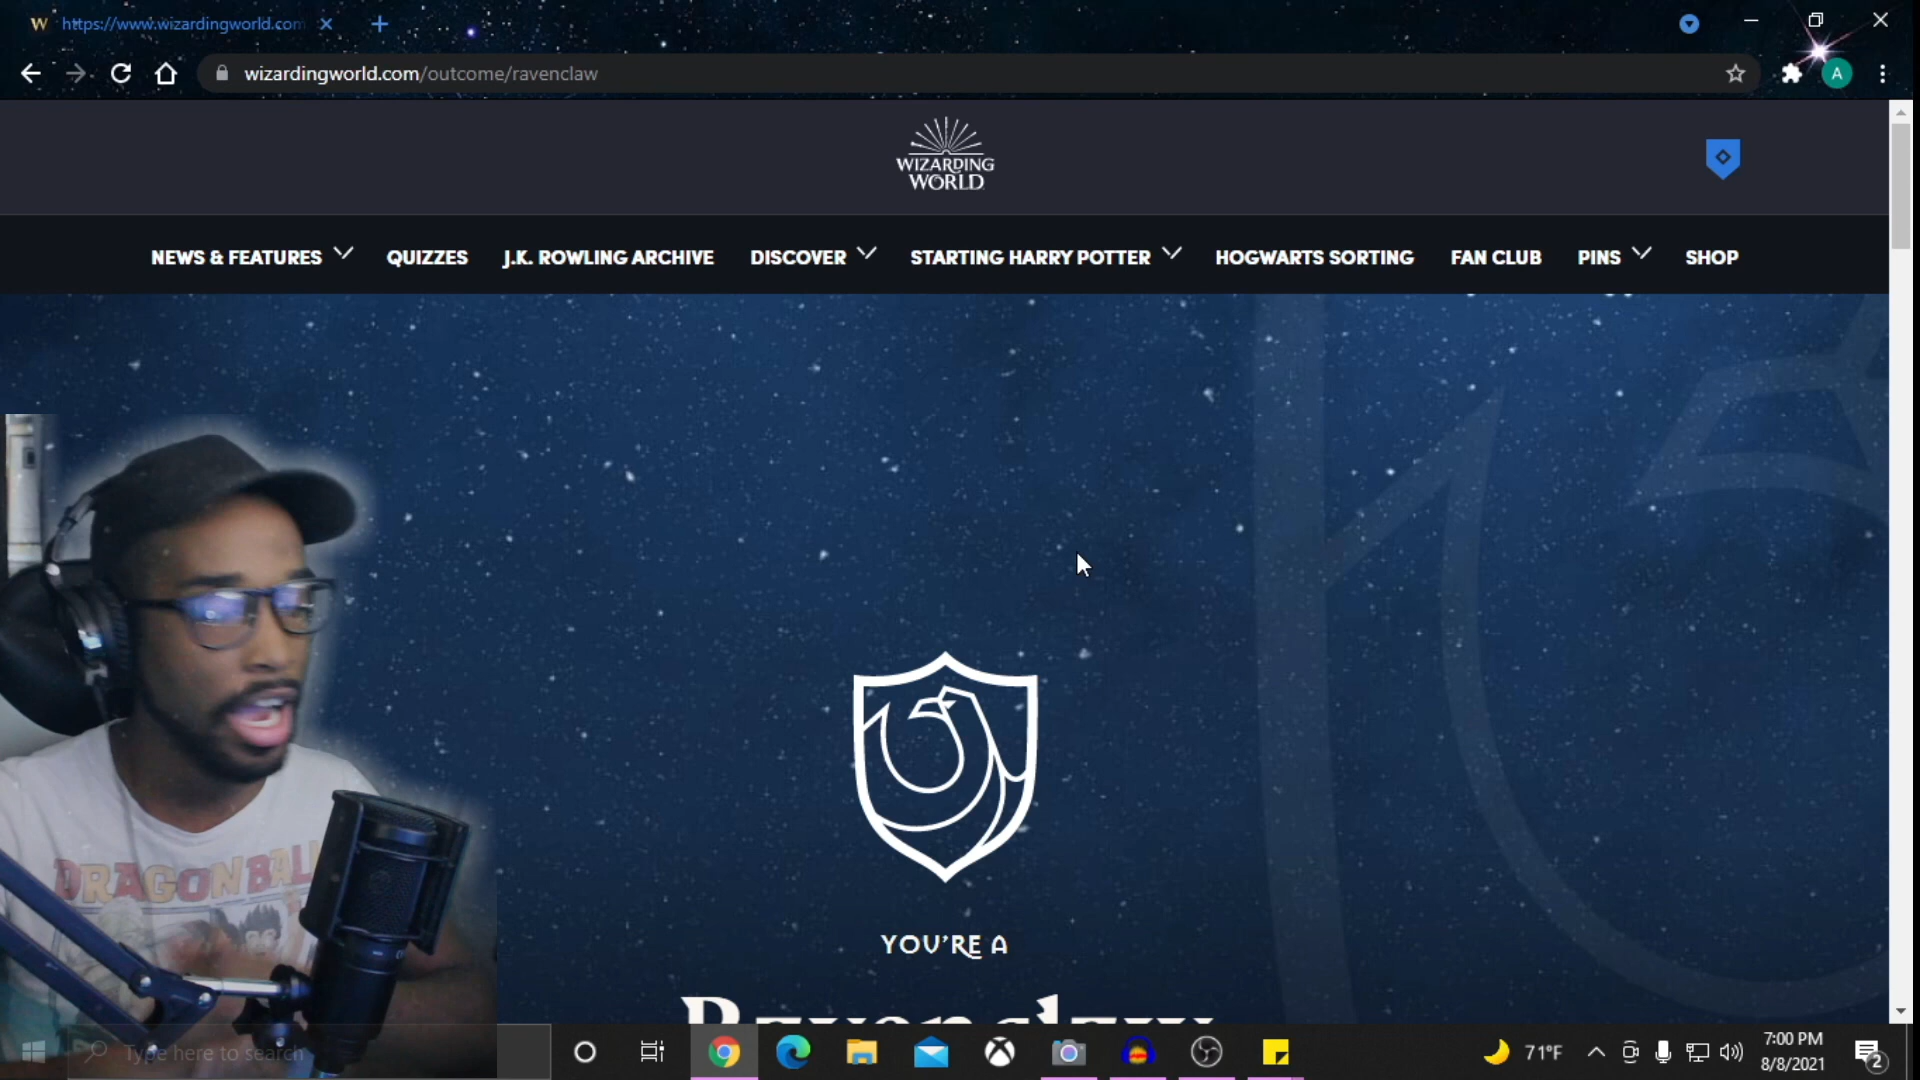 W https://www.wizardingworld.com
wizardingworld.com/outcome/ravenclaw
A
WIZARDING
WORLD
NEWS & FEATURES QUIZZES J.K. ROWLING ARCHIVE DISCOVER STARTING HARRY POTTER HOGWARTS SORTING FAN CLUB PINS SHOP
DRAGON BALL
YOU'RE A
Ravenclaw
Type here to search
71°F
7:00 PM
8/8/2021
2